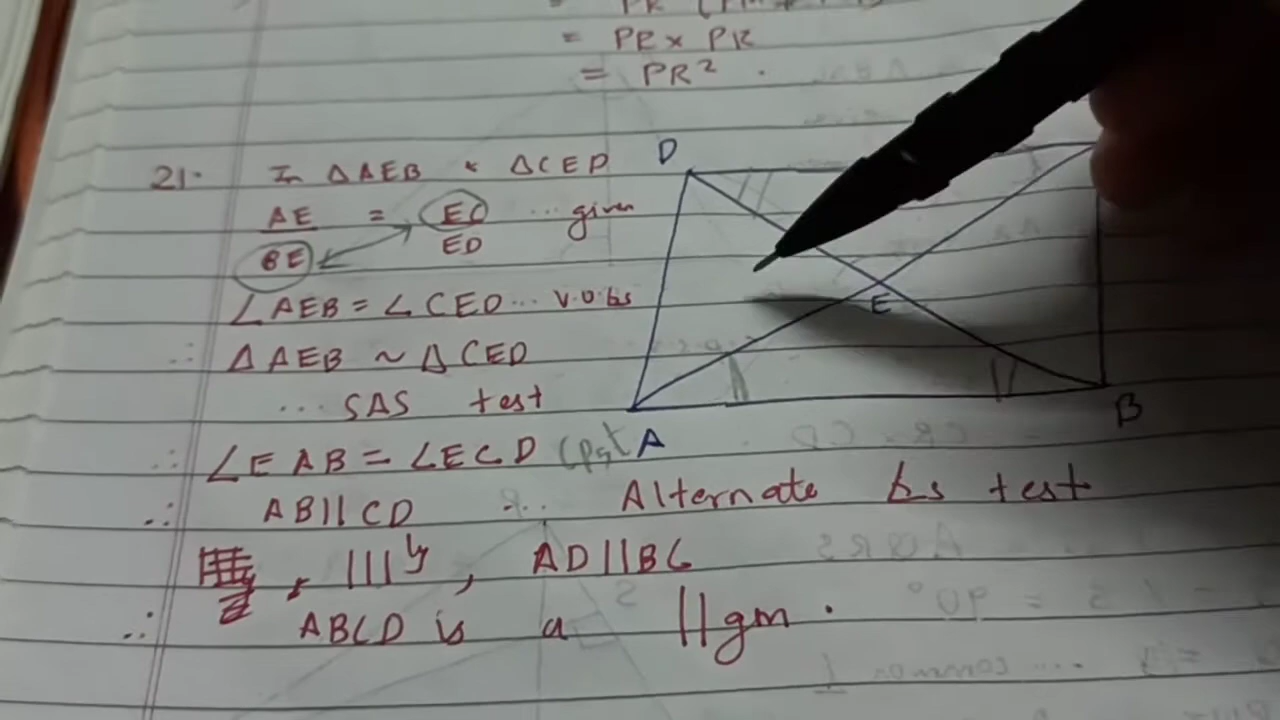 = PR × PR
= PR² .
21. In △AEB & △CED
AE/BE = EC/ED ... given
∠AEB = ∠CED ... V.O.∠s
∴ △AEB ~ △CED
... SAS test
∴ ∠EAB = ∠ECD
∴ AB||CD ... Alternate ∠s test
, |||ly, AD||BC
∴ ABCD is a ||gm .
D
E
A
B